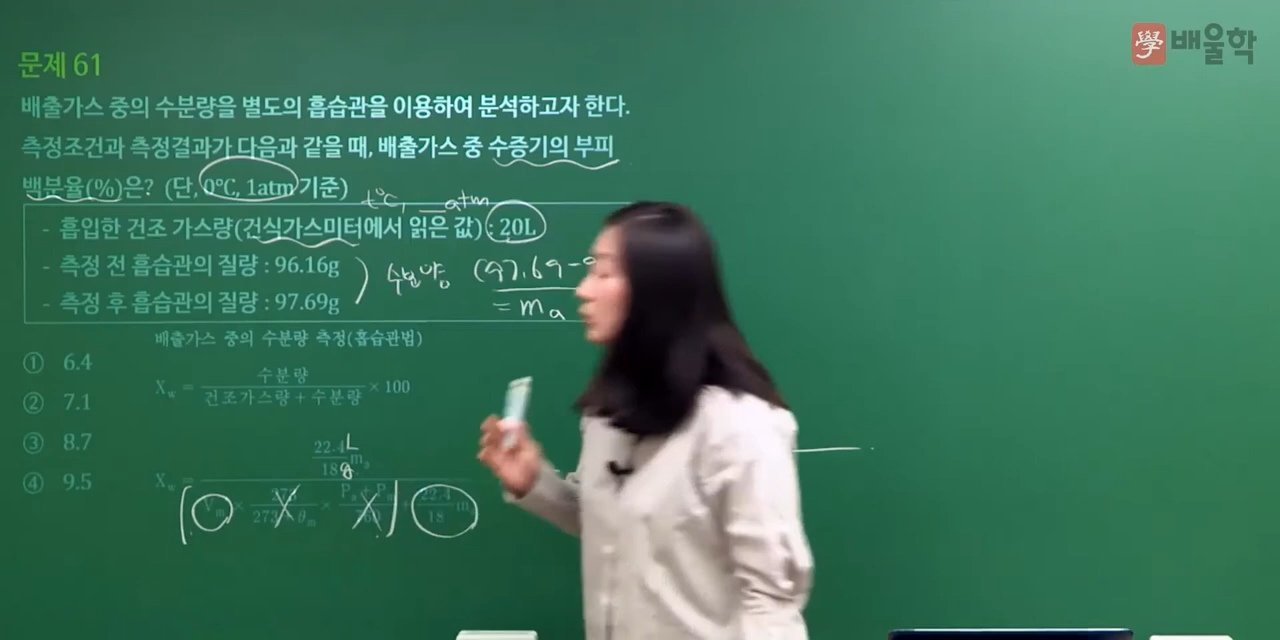 學 배울학
문제 61
배출가스 중의 수분량을 별도의 흡습관을 이용하여 분석하고자 한다.
측정조건과 측정결과가 다음과 같을 때, 배출가스 중 수증기의 부피
백분율(%)은? (단, 0℃, 1atm 기준)
t℃, _atm
- 흡입한 건조 가스량(건식가스미터에서 읽은 값) : 20L
- 측정 전 흡습관의 질량 : 96.16g
- 측정 후 흡습관의 질량 : 97.69g
수분양 (97.69-9
= ma
배출가스 중의 수분량 측정(흡습관법)
① 6.4
② 7.1
③ 8.7
④ 9.5
Xw = 수분량 / 건조가스량 + 수분량 × 100
22.4 L / 18 g ma
Xw = Vm × 273 / 273 + θm × Pa + Pm / 760 + 22.4 / 18 m